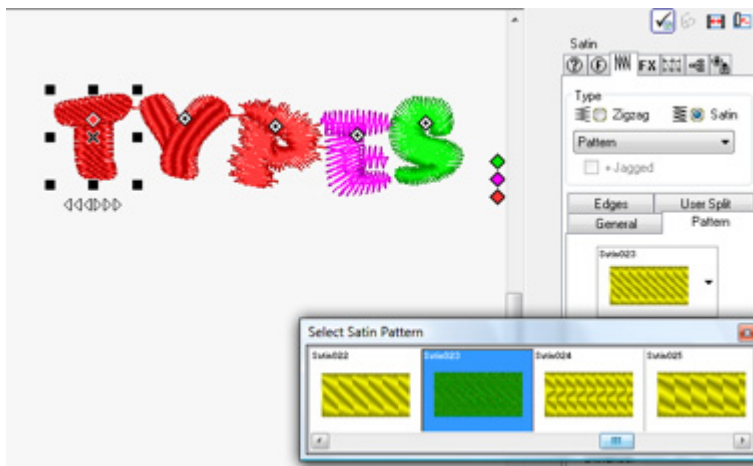 TYPES
Satin
FX
Type
Zigzag
Satin
Pattern
+ Jagged
Edges
User Split
General
Pattern
Satin023
Select Satin Pattern
Satin022
Satin023
Satin024
Satin025